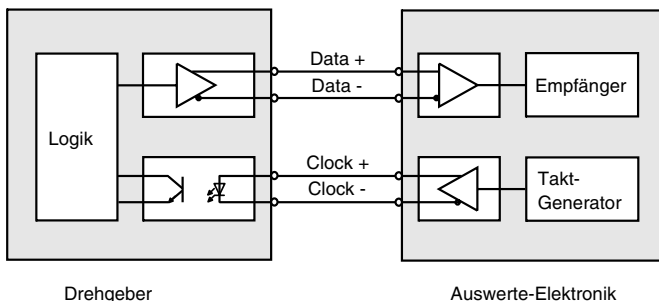 Data +
Data -
Empfänger
Logik
Clock +
Clock -
Takt-
Generator
Drehgeber
Auswerte-Elektronik